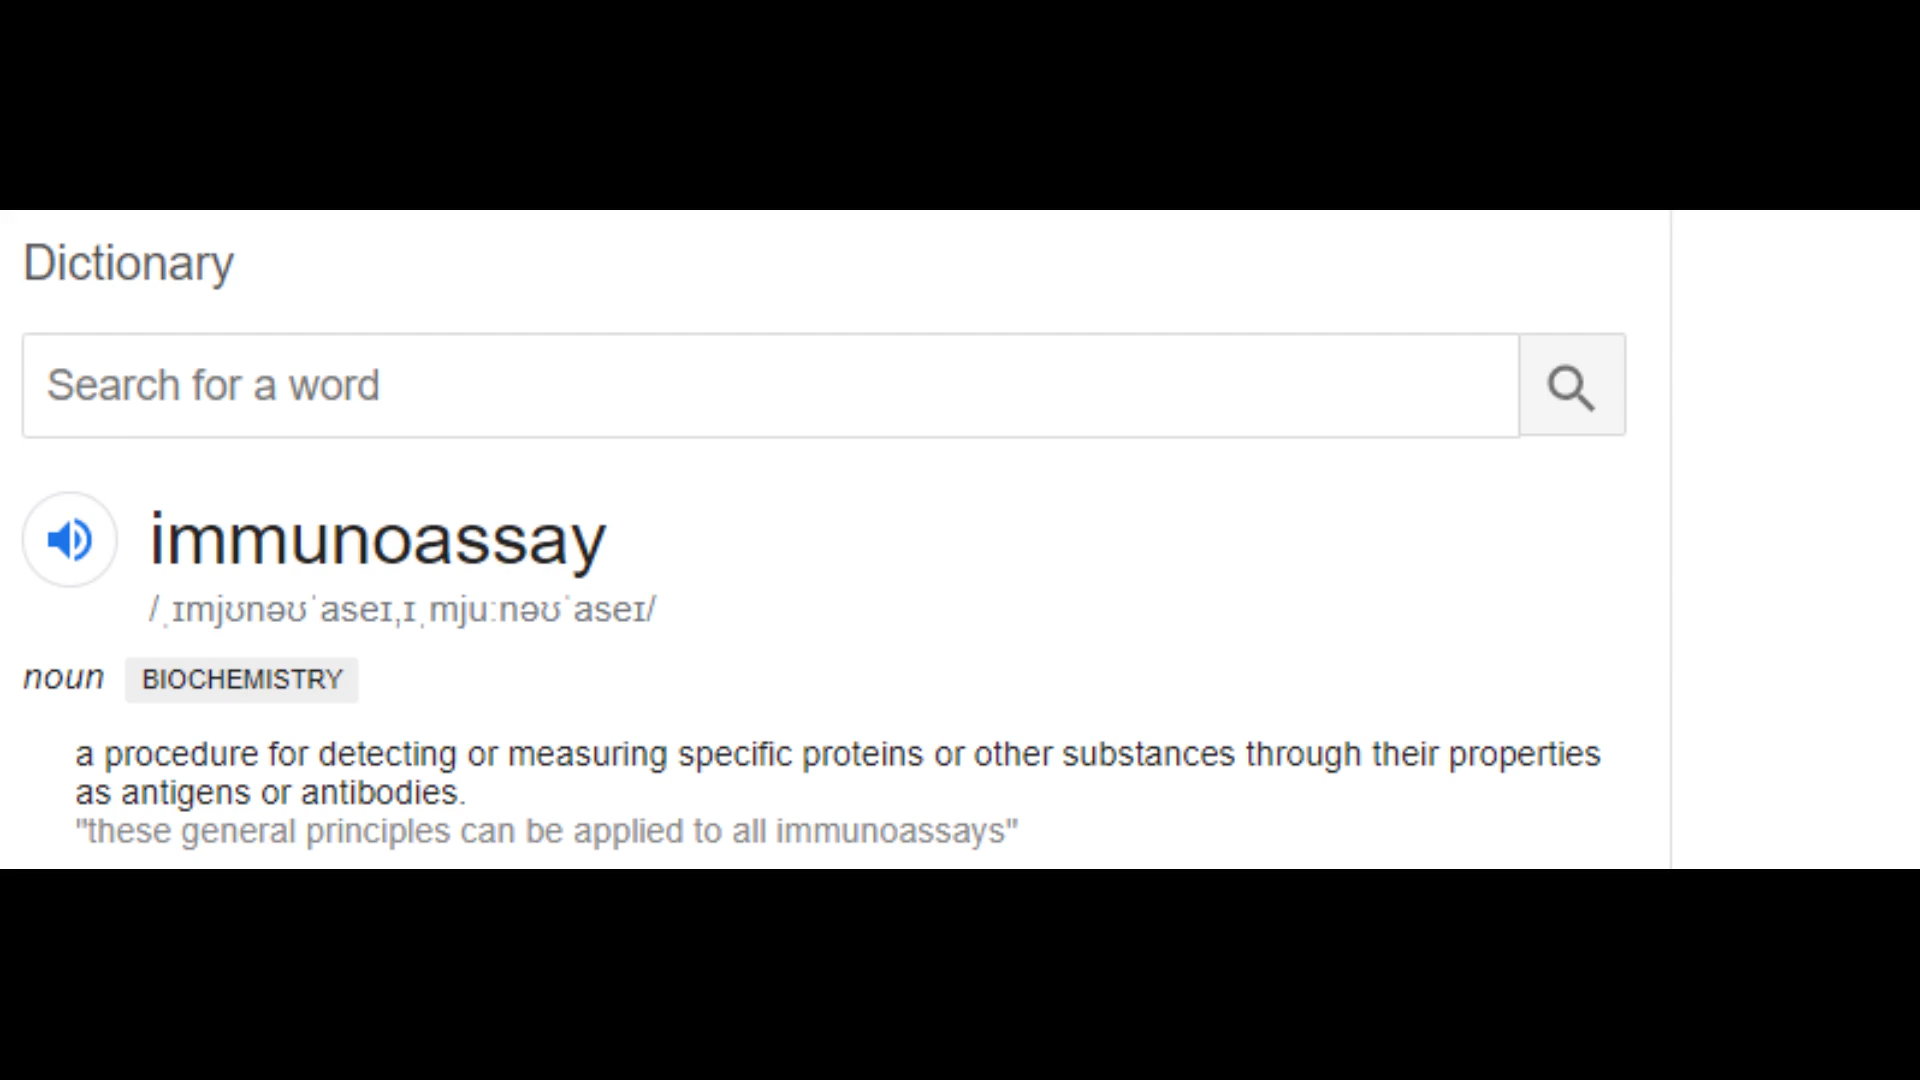 Dictionary
Search for a word
immunoassay
/ˌɪmjʊnəʊˈaseɪ,ɪˌmjuːnəʊˈaseɪ/
noun BIOCHEMISTRY
a procedure for detecting or measuring specific proteins or other substances through their properties
as antigens or antibodies.
"these general principles can be applied to all immunoassays"